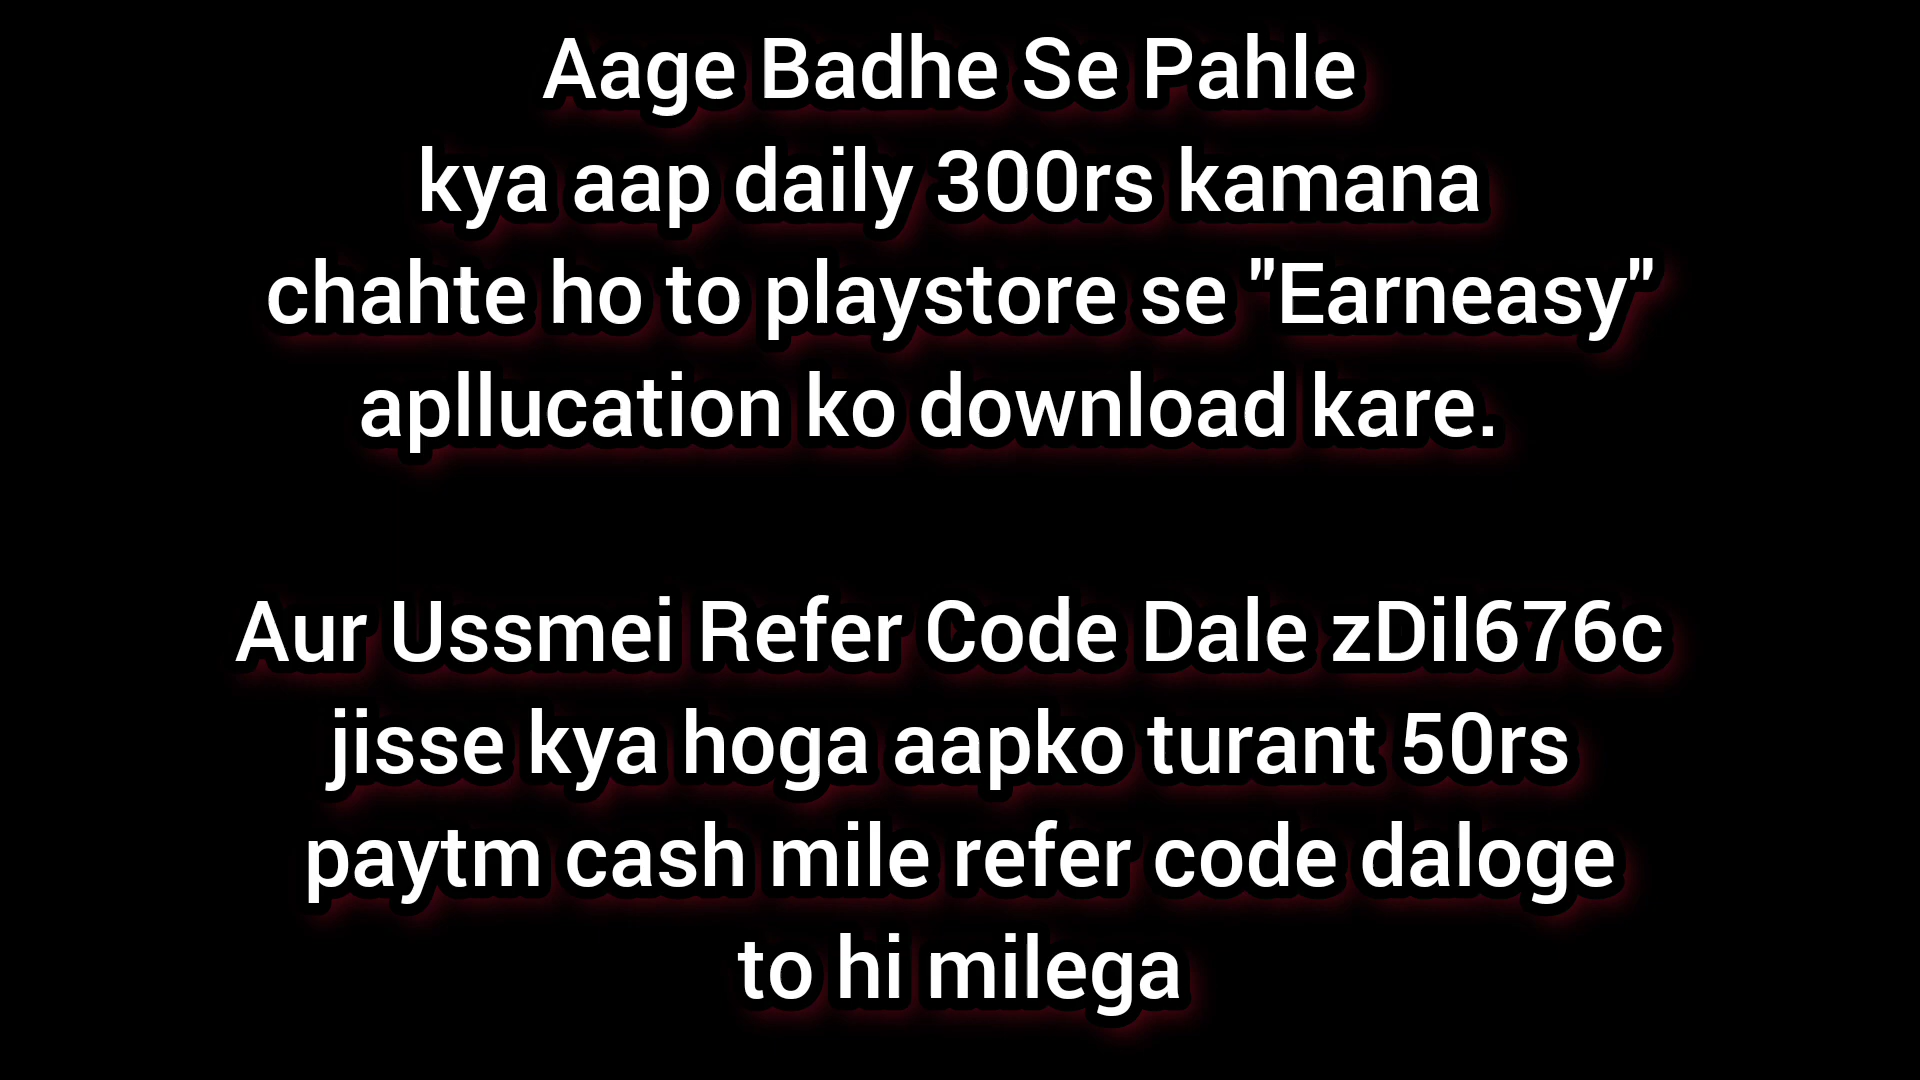 Aage Badhe Se Pahle
kya aap daily 300rs kamana
chahte ho to playstore se "Earneasy"
apllucation ko download kare.
Aur Ussmei Refer Code Dale zDil676c
jisse kya hoga aapko turant 50rs
paytm cash mile refer code daloge
to hi milega